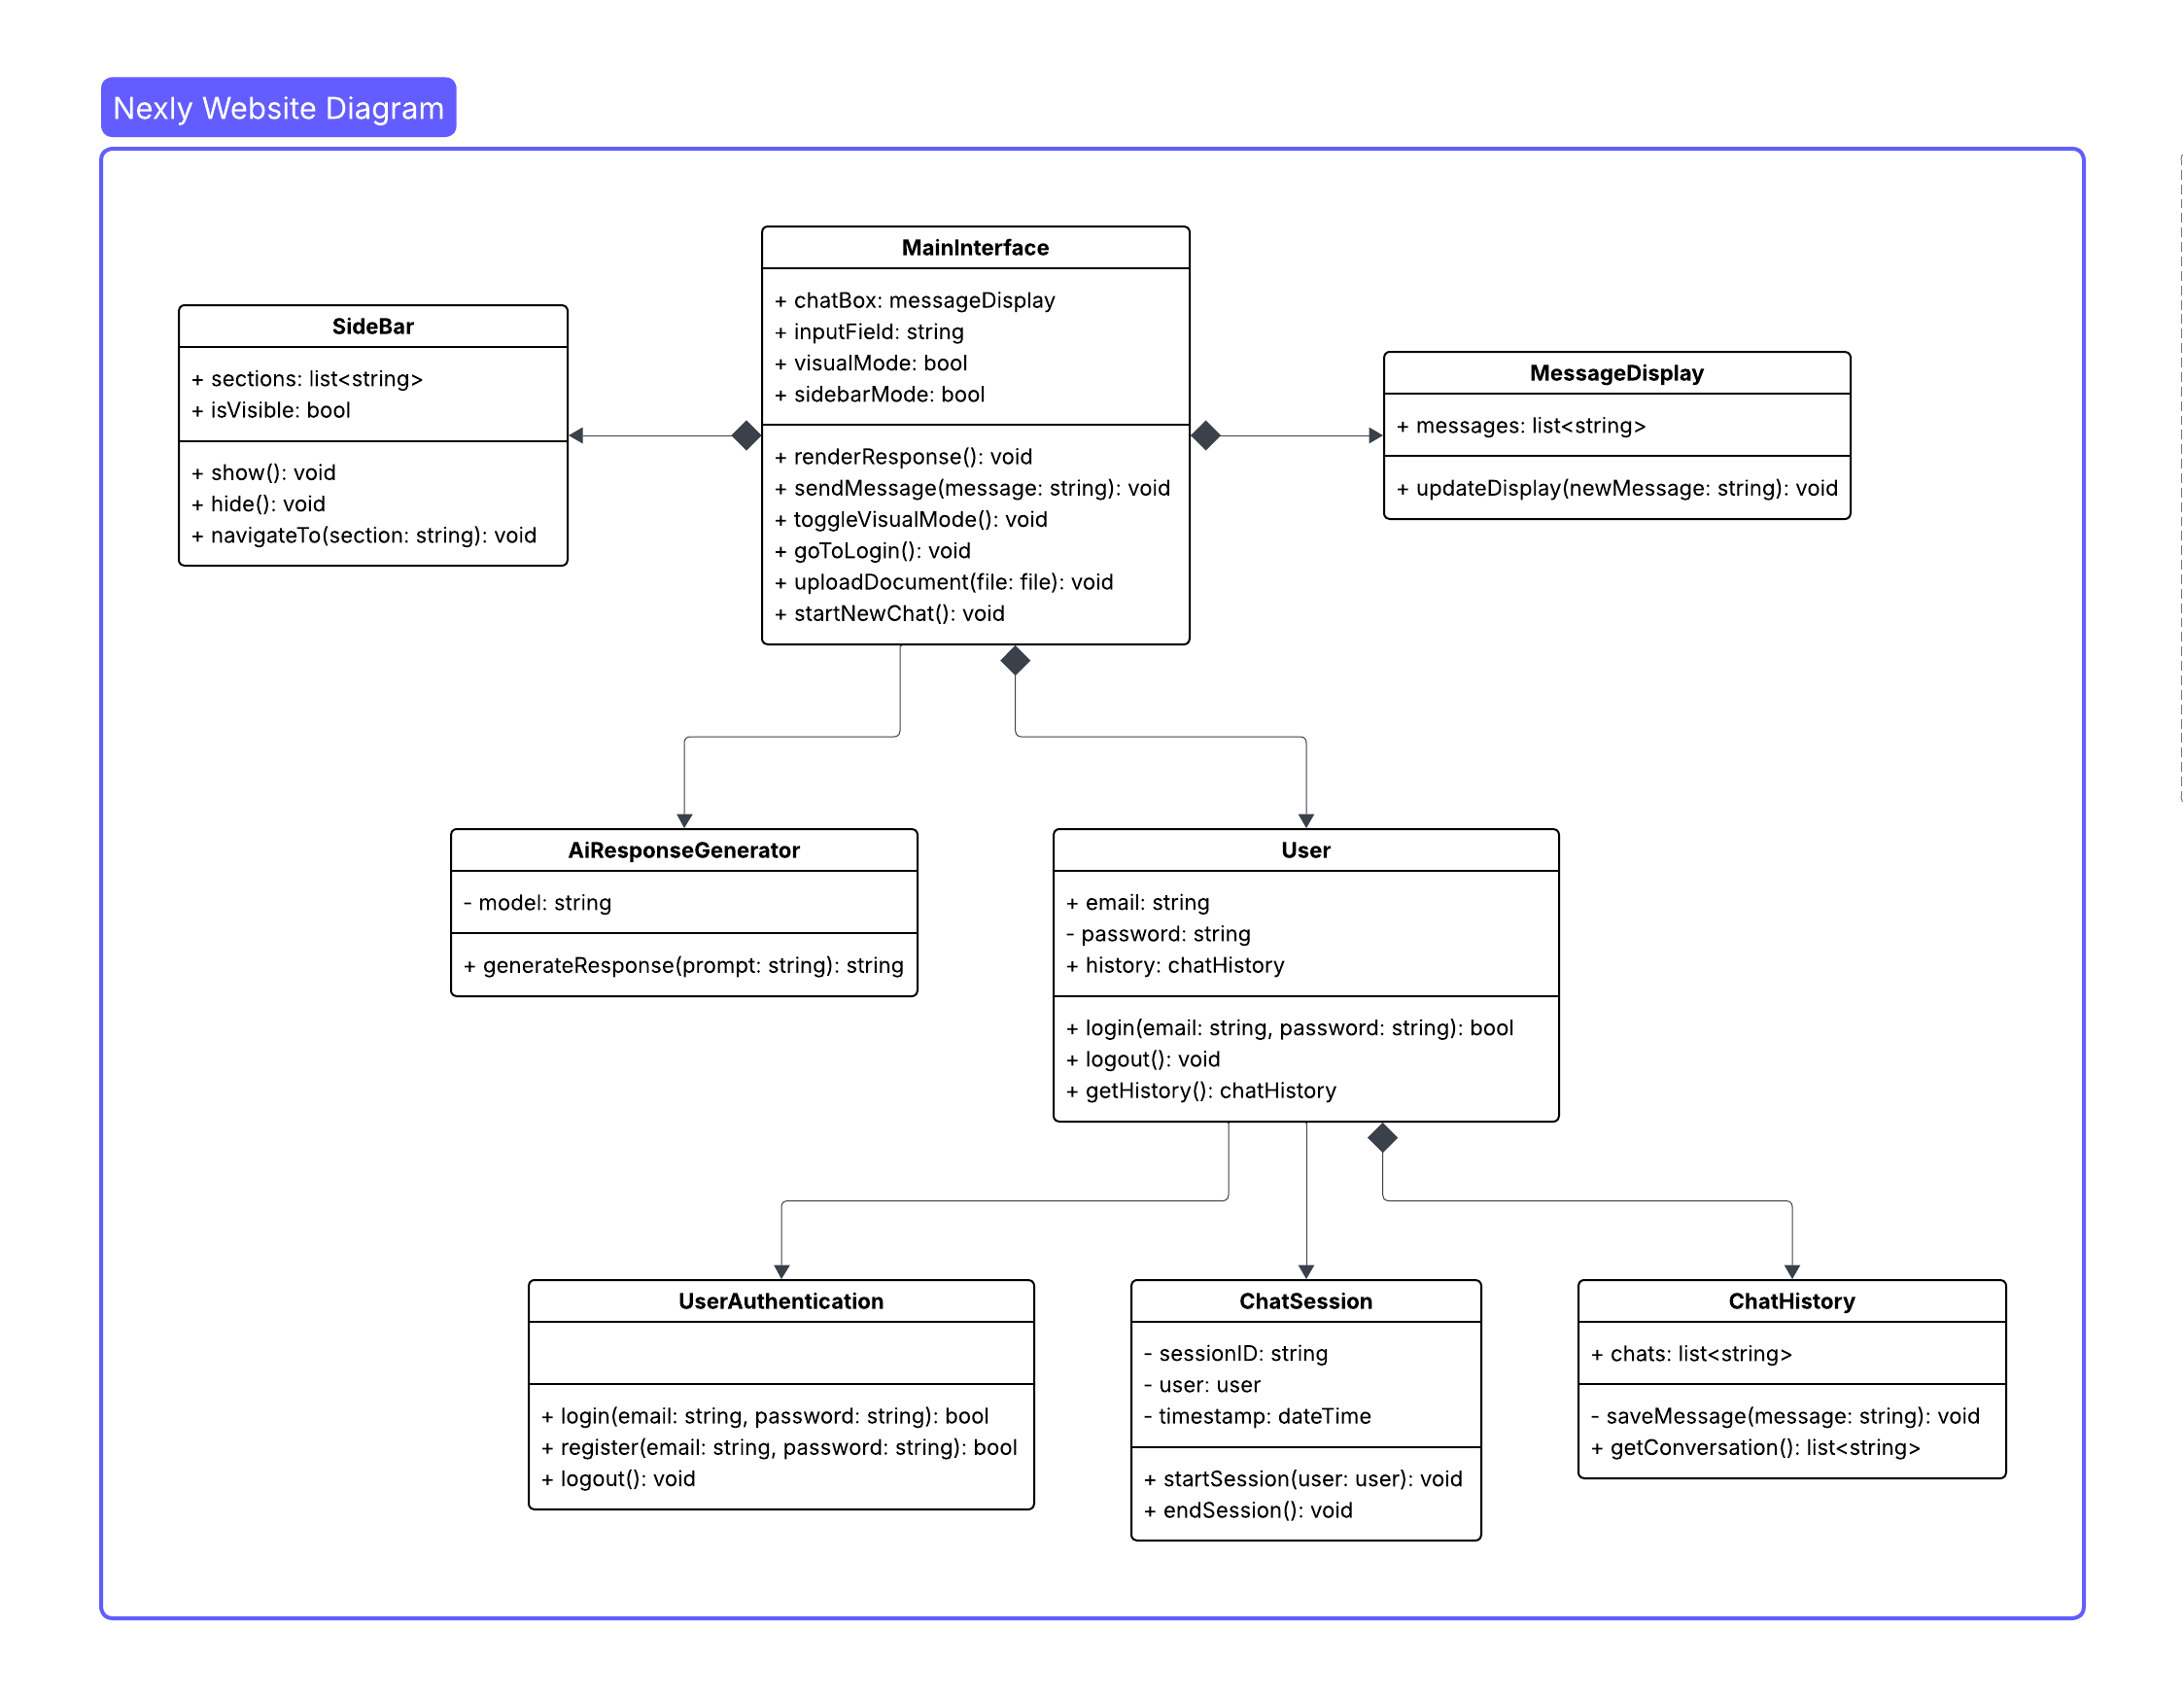 Nexly Website Diagram
MainInterface
+ chatBox: messageDisplay
+ inputField: string
+ visualMode: bool
+ sidebarMode: bool
+ renderResponse(): void
+ sendMessage(message: string): void
+ toggleVisualMode(): void
+ goToLogin(): void
+ uploadDocument(file: file): void
+ startNewChat(): void
SideBar
+ sections: list<string>
+ isVisible: bool
+ show(): void
+ hide(): void
+ navigateTo(section: string): void
MessageDisplay
+ messages: list<string>
+ updateDisplay(newMessage: string): void
AiResponseGenerator
- model: string
+ generateResponse(prompt: string): string
User
+ email: string
- password: string
+ history: chatHistory
+ login(email: string, password: string): bool
+ logout(): void
+ getHistory(): chatHistory
UserAuthentication
+ login(email: string, password: string): bool
+ register(email: string, password: string): bool
+ logout(): void
ChatSession
- sessionID: string
- user: user
- timestamp: dateTime
+ startSession(user: user): void
+ endSession(): void
ChatHistory
+ chats: list<string>
- saveMessage(message: string): void
+ getConversation(): list<string>